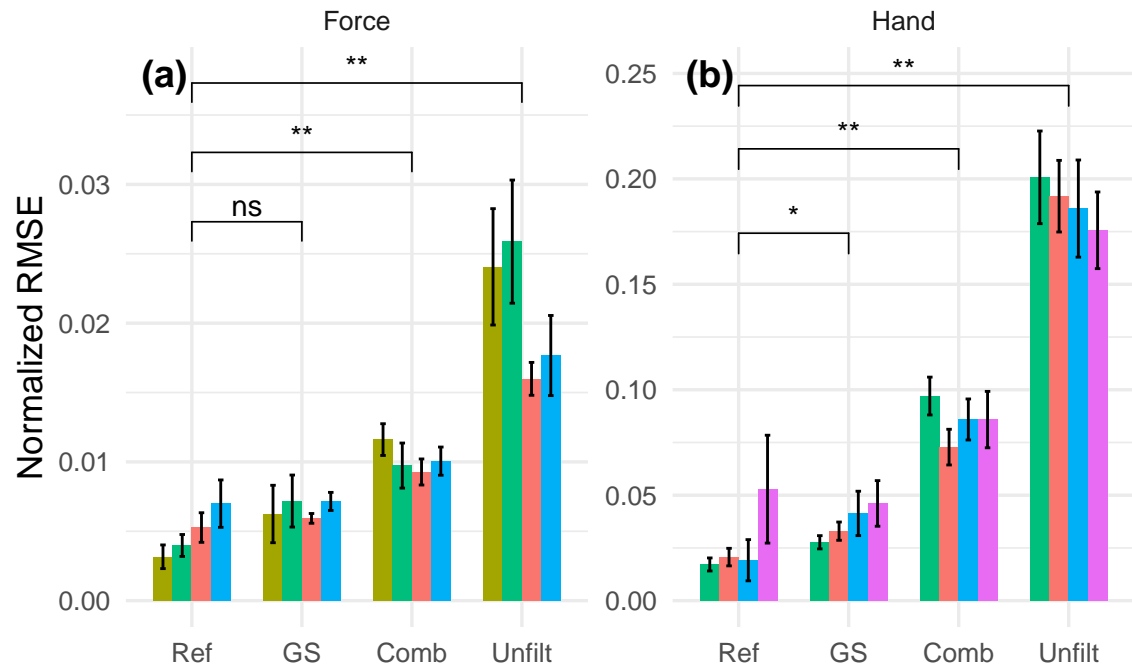 Force
Hand
(a)
**
**
ns
(b)
**
**
*
Normalized RMSE
0.03
0.02
0.01
0.00
0.25
0.20
0.15
0.10
0.05
0.00
Ref GS Comb Unfilt
Ref GS Comb Unfilt